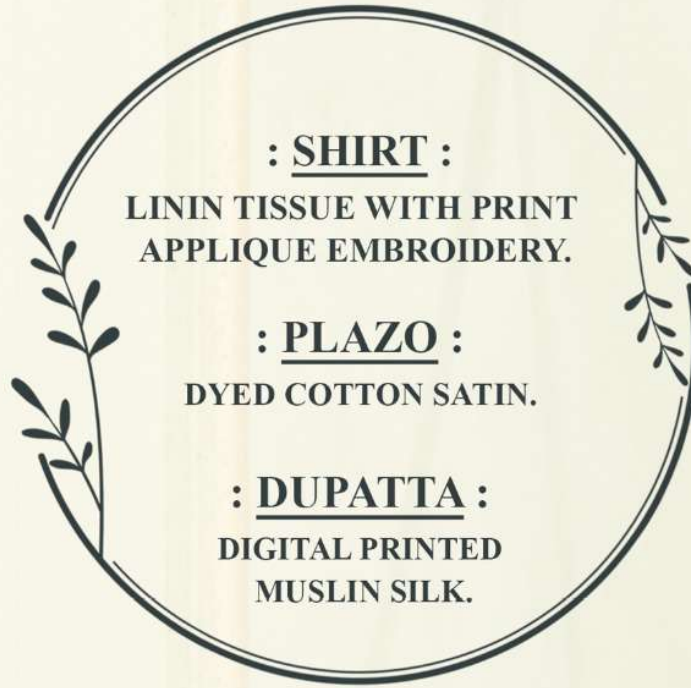 : SHIRT :
LININ TISSUE WITH PRINT
APPLIQUE EMBROIDERY.
: PLAZO :
DYED COTTON SATIN.
: DUPATTA :
DIGITAL PRINTED
MUSLIN SILK.